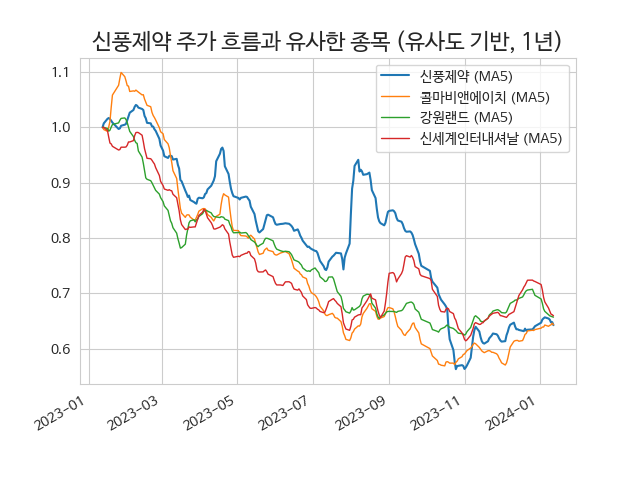 신풍제약 주가 흐름과 유사한 종목 (유사도 기반, 1년)
신풍제약 (MA5)
콜마비앤에이치 (MA5)
강원랜드 (MA5)
신세계인터내셔날 (MA5)
1.1
1.0
0.9
0.8
0.7
0.6
2023-01
2023-03
2023-05
2023-07
2023-09
2023-11
2024-01